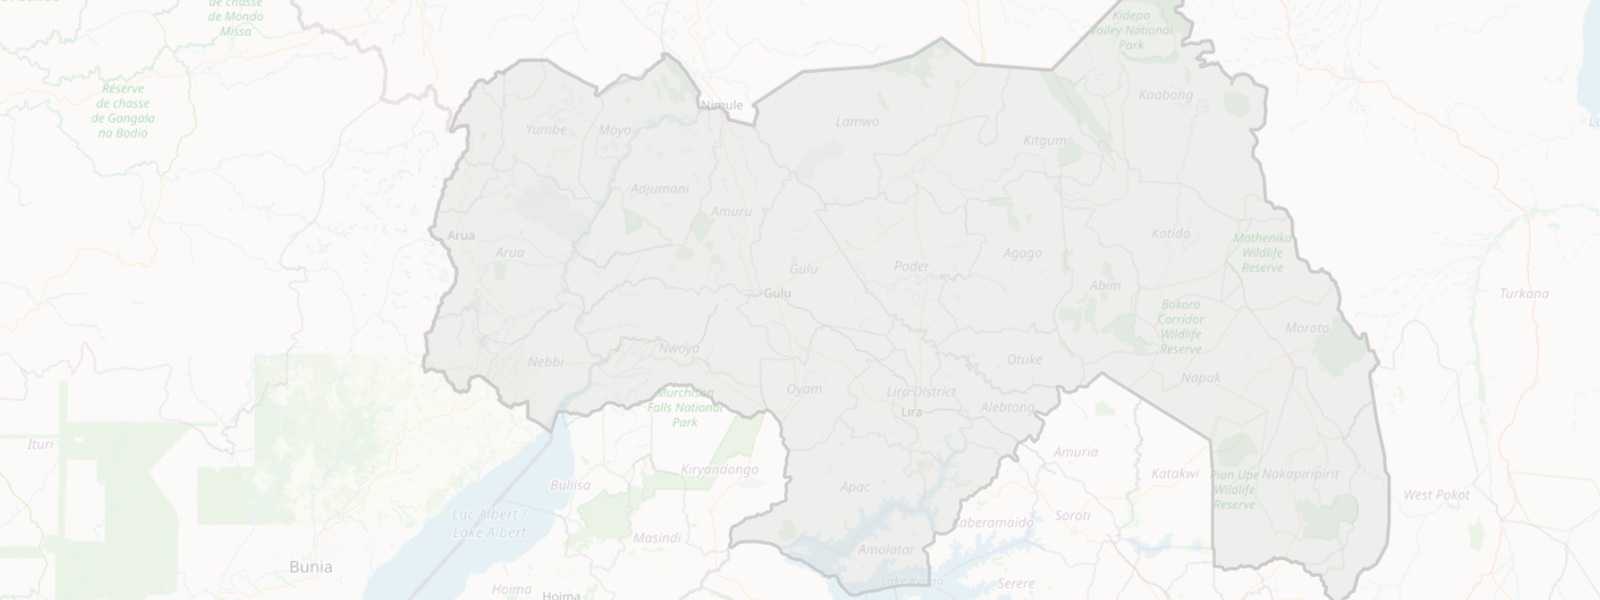 de chasse
de Mondo
Missa
Kidepo
Valley National
Park
Réserve
de chasse
de Gangala
na Bodio
Nimule
Kaabong
Yumbe
Moyo
Lamwo
Kitgum
Adjumani
Amuru
Arua
Arua
Kotido
Matheniko
Wildlife
Reserve
Gulu
Pader
Agago
Gulu
Abim
Bokoro
Corridor
Wildlife
Reserve
Turkana
Moroto
Nebbi
Nwoya
Otuke
Napak
Oyam
Lira District
Lira
Alebtong
Murchison
Falls National
Park
Ituri
Kiryandongo
Amuria
Katakwi
Pian Upe
Wildlife
Reserve
Nakapiripirit
Buliisa
Apac
West Pokot
Lac Albert /
Lake Albert
Masindi
Kaberamaido
Soroti
Amolatar
Bunia
Hoima
Hoima
Lake Kyoga
Serere